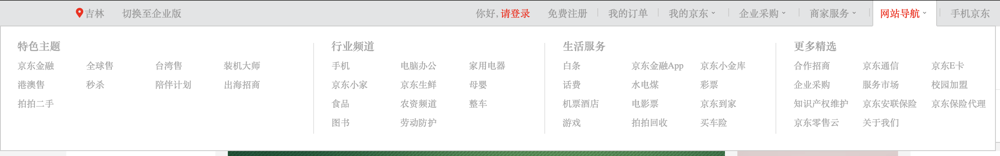 吉林 切换至企业版 你好, 请登录 免费注册 我的订单 我的京东 企业采购 商家服务 网站导航 手机京东
特色主题 行业频道 生活服务 更多精选
京东金融 全球售 台湾售 装机大师 手机 电脑办公 家用电器 白条 京东金融App 京东小金库 合作招商 京东通信 京东E卡
港澳售 秒杀 陪伴计划 出海招商 京东小家 京东生鲜 母婴 话费 水电煤 彩票 企业采购 服务市场 校园加盟
拍拍二手 食品 农资频道 整车 机票酒店 电影票 京东到家 知识产权维护 京东安联保险 京东保险代理
图书 劳动防护 游戏 拍拍回收 买车险 京东零售云 关于我们